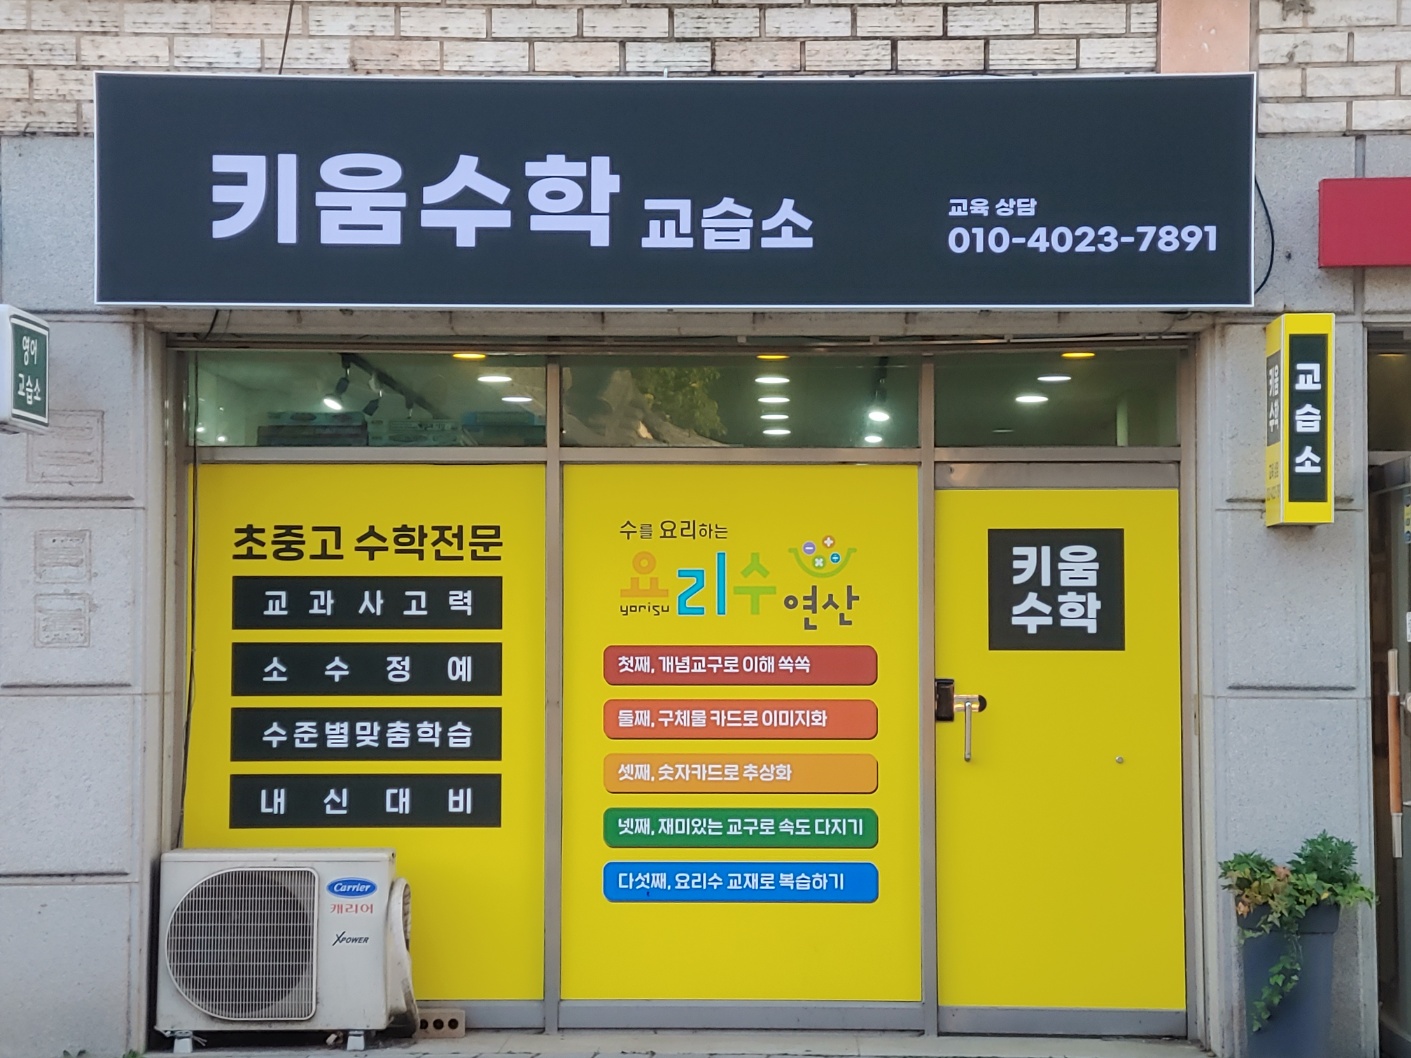 키움수학 교습소
교육 상담
010-4023-7891
영어
교습소
키움
수학
교
습
소
초중고 수학전문
교과사고력
소수정예
수준별맞춤학습
내신대비
수를 요리하는
요리수 연산
yorisu
첫째, 개념교구로 이해 쏙쏙
둘째, 구체물 카드로 이미지화
셋째, 숫자카드로 추상화
넷째, 재미있는 교구로 속도 다지기
다섯째, 요리수 교재로 복습하기
키움
수학
Carrier
캐리어
XPOWER